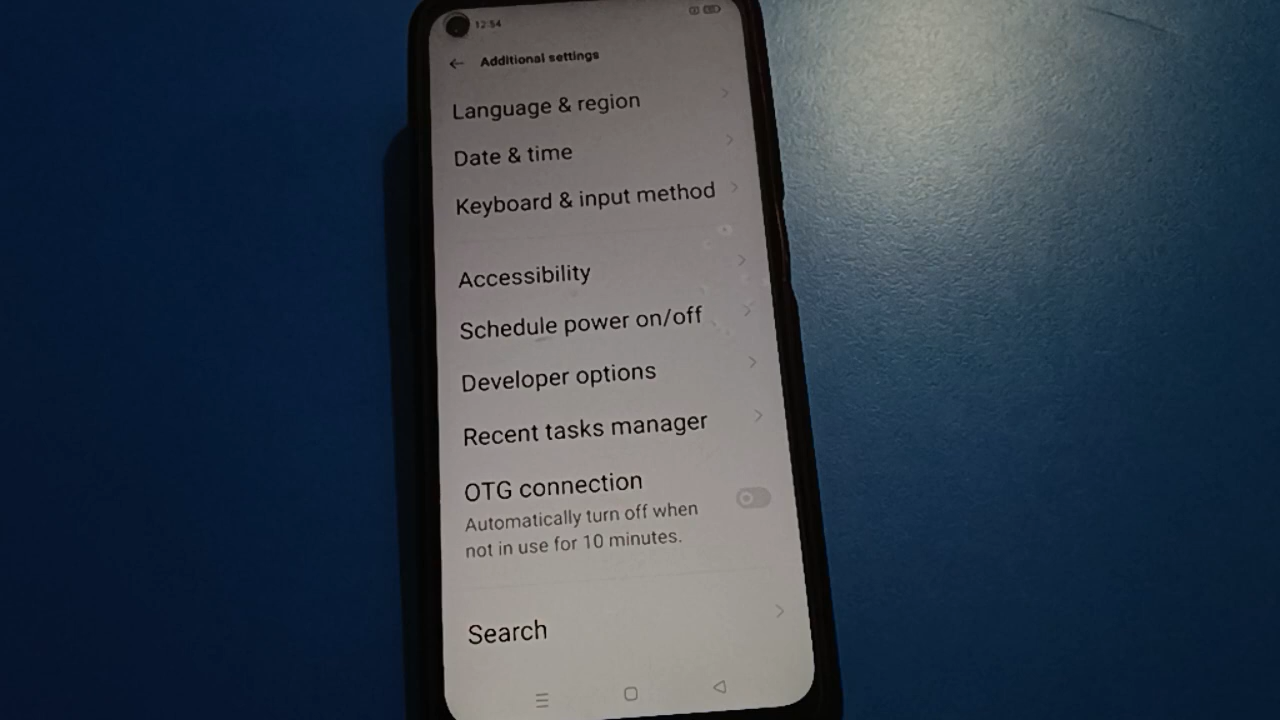 12:54
Additional settings
Language & region
Date & time
Keyboard & input method
Accessibility
Schedule power on/off
Developer options
Recent tasks manager
OTG connection
Automatically turn off when
not in use for 10 minutes.
Search